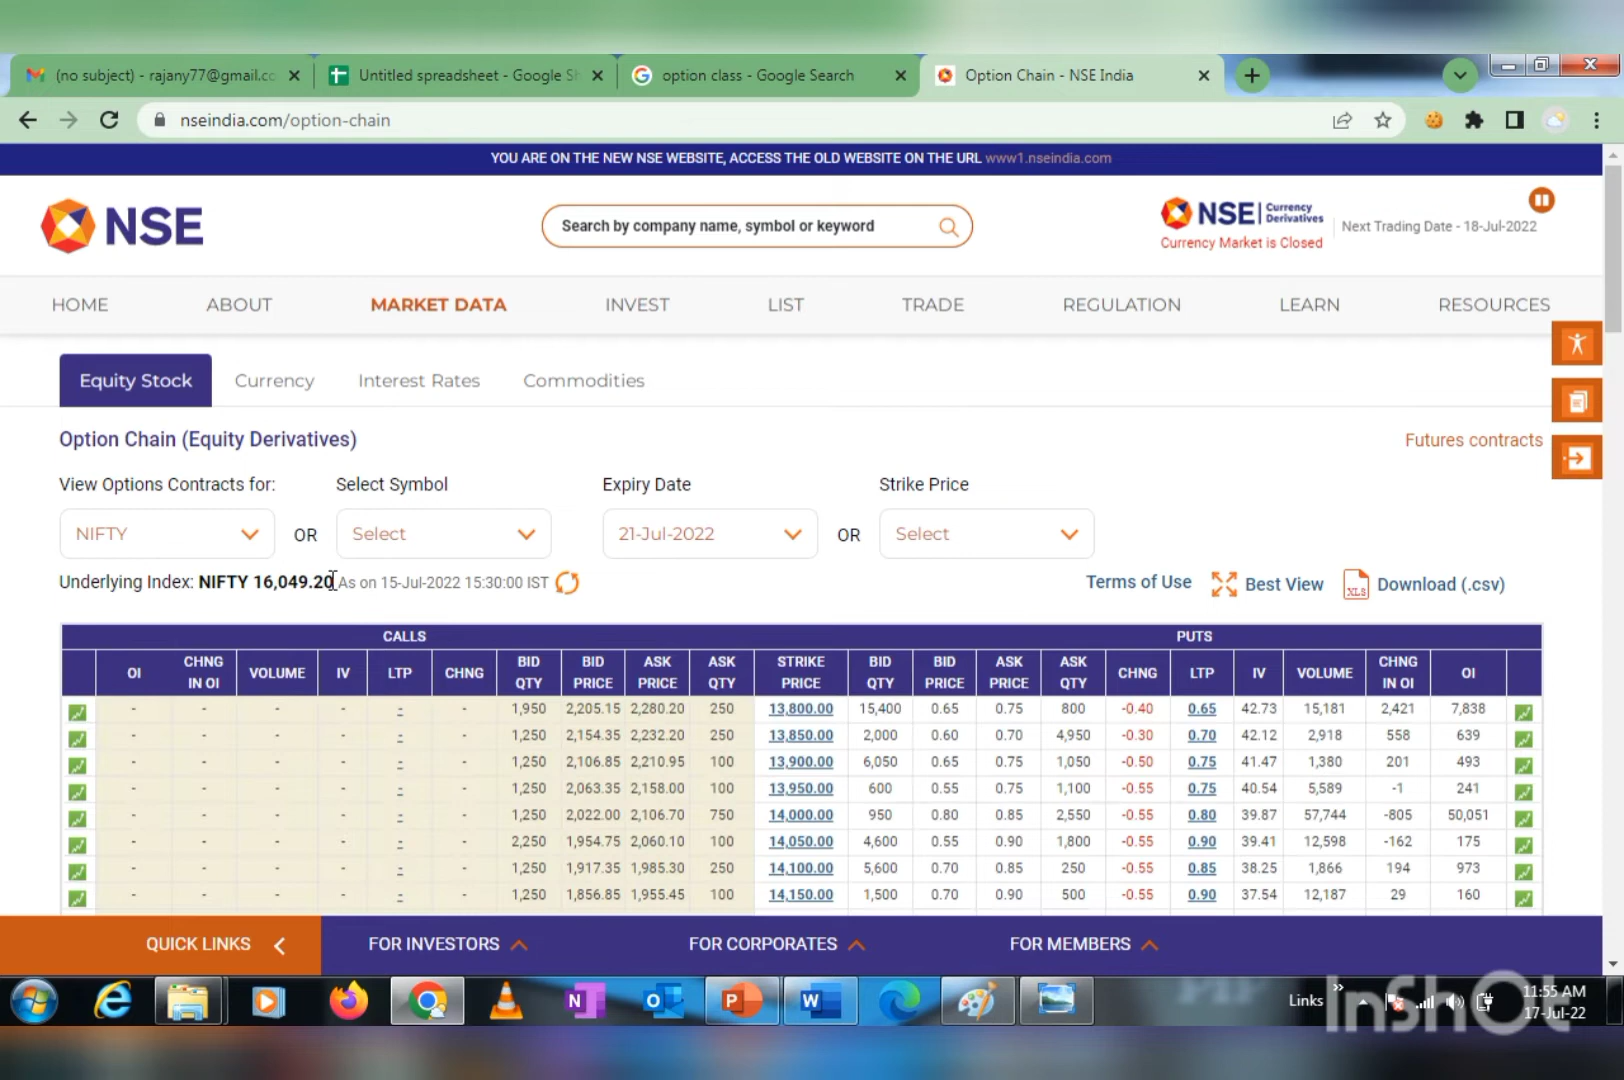 (no subject) - rajany77@gmail.co
Untitled spreadsheet - Google Sh
option class - Google Search
Option Chain - NSE India
nseindia.com/option-chain
YOU ARE ON THE NEW NSE WEBSITE, ACCESS THE OLD WEBSITE ON THE URL www1.nseindia.com
NSE
Search by company name, symbol or keyword
NSE Currency Derivatives
Currency Market is Closed
Next Trading Date - 18-Jul-2022
HOME ABOUT MARKET DATA INVEST LIST TRADE REGULATION LEARN RESOURCES
Equity Stock Currency Interest Rates Commodities
Option Chain (Equity Derivatives)
Futures contracts
View Options Contracts for: Select Symbol Expiry Date Strike Price
NIFTY OR Select 21-Jul-2022 OR Select
Underlying Index: NIFTY 16,049.20 As on 15-Jul-2022 15:30:00 IST
Terms of Use Best View XLS Download (.csv)
CALLS PUTS
OI CHNG IN OI VOLUME IV LTP CHNG BID QTY BID PRICE ASK PRICE ASK QTY STRIKE PRICE BID QTY BID PRICE ASK PRICE ASK QTY CHNG LTP IV VOLUME CHNG IN OI OI
- - - - - - 1,950 2,205.15 2,280.20 250 13,800.00 15,400 0.65 0.75 800 -0.40 0.65 42.73 15,181 2,421 7,838
- - - - - - 1,250 2,154.35 2,232.20 250 13,850.00 2,000 0.60 0.70 4,950 -0.30 0.70 42.12 2,918 558 639
- - - - - - 1,250 2,106.85 2,210.95 100 13,900.00 6,050 0.65 0.75 1,050 -0.50 0.75 41.47 1,380 201 493
- - - - - - 1,250 2,063.35 2,158.00 100 13,950.00 600 0.55 0.75 1,100 -0.55 0.75 40.54 5,589 -1 241
- - - - - - 1,250 2,022.00 2,106.70 750 14,000.00 950 0.80 0.85 2,550 -0.55 0.80 39.87 57,744 -805 50,051
- - - - - - 2,250 1,954.75 2,060.10 100 14,050.00 4,600 0.55 0.90 1,800 -0.55 0.90 39.41 12,598 -162 175
- - - - - - 1,250 1,917.35 1,985.30 250 14,100.00 5,600 0.70 0.85 250 -0.55 0.85 38.25 1,866 194 973
- - - - - - 1,250 1,856.85 1,955.45 100 14,150.00 1,500 0.70 0.90 500 -0.55 0.90 37.54 12,187 29 160
QUICK LINKS FOR INVESTORS FOR CORPORATES FOR MEMBERS
Links
11:55 AM
17-Jul-22
InShOt